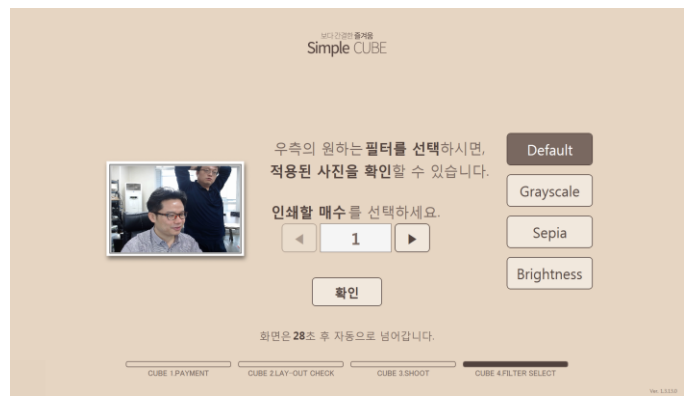 보다 간결한 즐거움
Simple CUBE
우측의 원하는 필터를 선택하시면,
적용된 사진을 확인할 수 있습니다.
인쇄할 매수를 선택하세요.
◀ 1 ▶
확인
Default
Grayscale
Sepia
Brightness
화면은 28초 후 자동으로 넘어갑니다.
CUBE 1.PAYMENT CUBE 2.LAY-OUT CHECK CUBE 3.SHOOT CUBE 4.FILTER SELECT